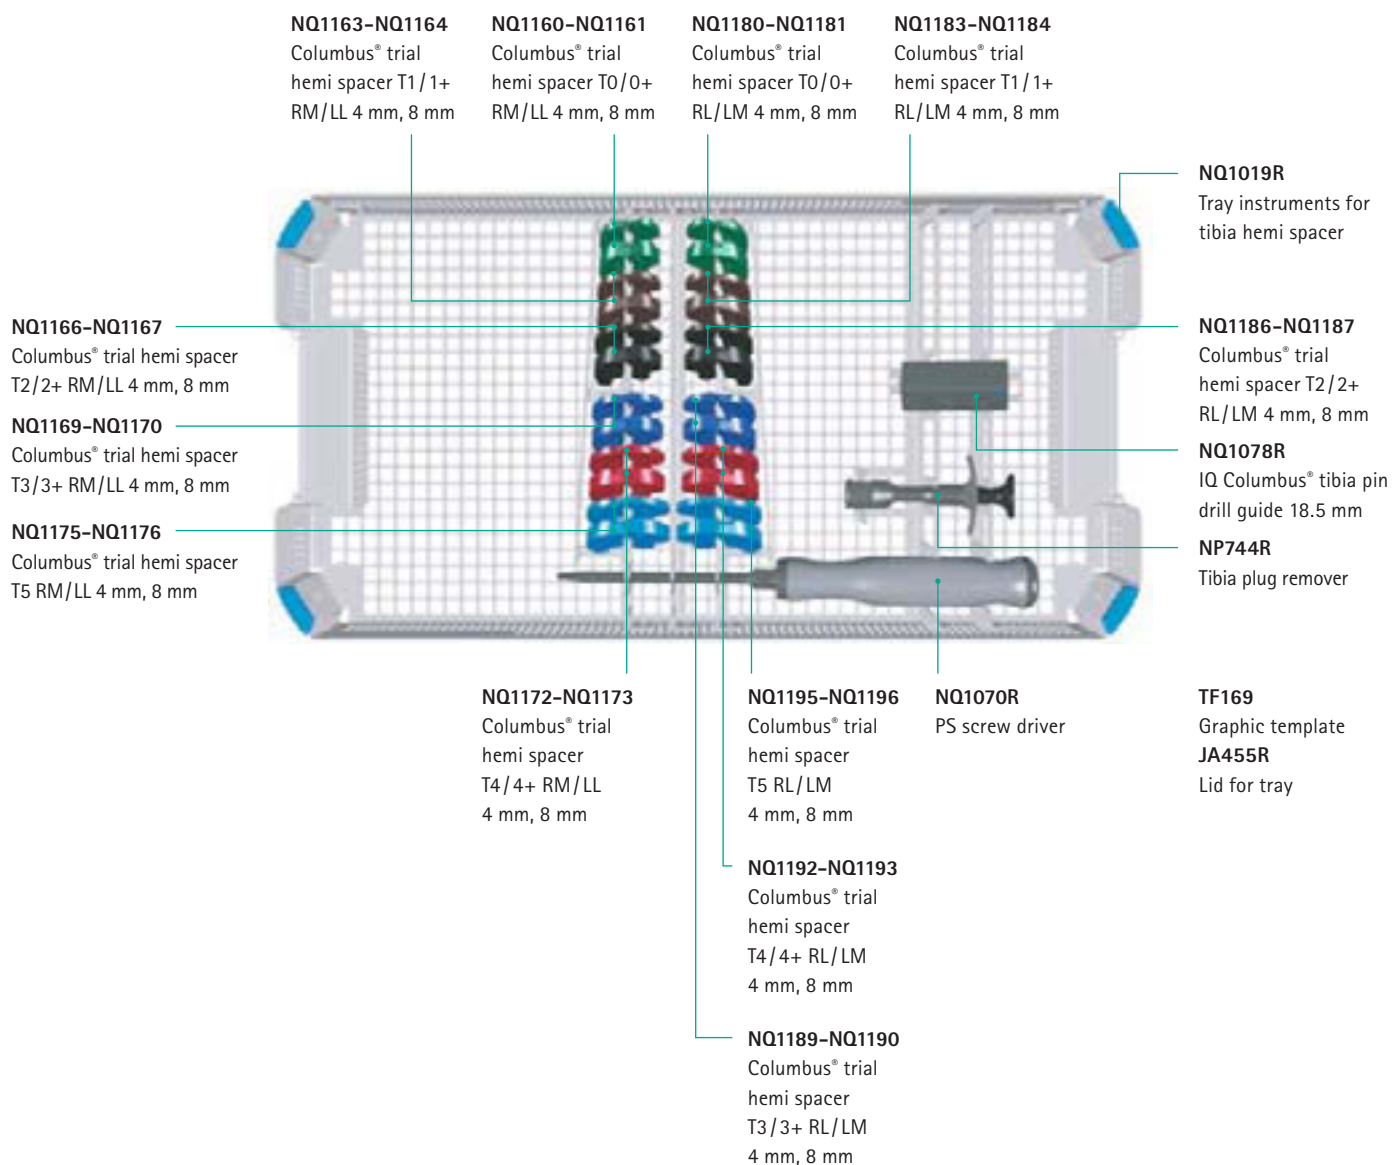 NQ1163–NQ1164
Columbus® trial
hemi spacer T1/1+
RM/LL 4 mm, 8 mm
NQ1160–NQ1161
Columbus® trial
hemi spacer T0/0+
RM/LL 4 mm, 8 mm
NQ1180–NQ1181
Columbus® trial
hemi spacer T0/0+
RL/LM 4 mm, 8 mm
NQ1183–NQ1184
Columbus® trial
hemi spacer T1/1+
RL/LM 4 mm, 8 mm
NQ1019R
Tray instruments for
tibia hemi spacer
NQ1166–NQ1167
Columbus® trial hemi spacer
T2/2+ RM/LL 4 mm, 8 mm
NQ1169–NQ1170
Columbus® trial hemi spacer
T3/3+ RM/LL 4 mm, 8 mm
NQ1175–NQ1176
Columbus® trial hemi spacer
T5 RM/LL 4 mm, 8 mm
NQ1186–NQ1187
Columbus® trial
hemi spacer T2/2+
RL/LM 4 mm, 8 mm
NQ1078R
IQ Columbus® tibia pin
drill guide 18.5 mm
NP744R
Tibia plug remover
NQ1172–NQ1173
Columbus® trial
hemi spacer
T4/4+ RM/LL
4 mm, 8 mm
NQ1195–NQ1196
Columbus® trial
hemi spacer
T5 RL/LM
4 mm, 8 mm
NQ1070R
PS screw driver
TF169
Graphic template
JA455R
Lid for tray
NQ1192–NQ1193
Columbus® trial
hemi spacer
T4/4+ RL/LM
4 mm, 8 mm
NQ1189–NQ1190
Columbus® trial
hemi spacer
T3/3+ RL/LM
4 mm, 8 mm